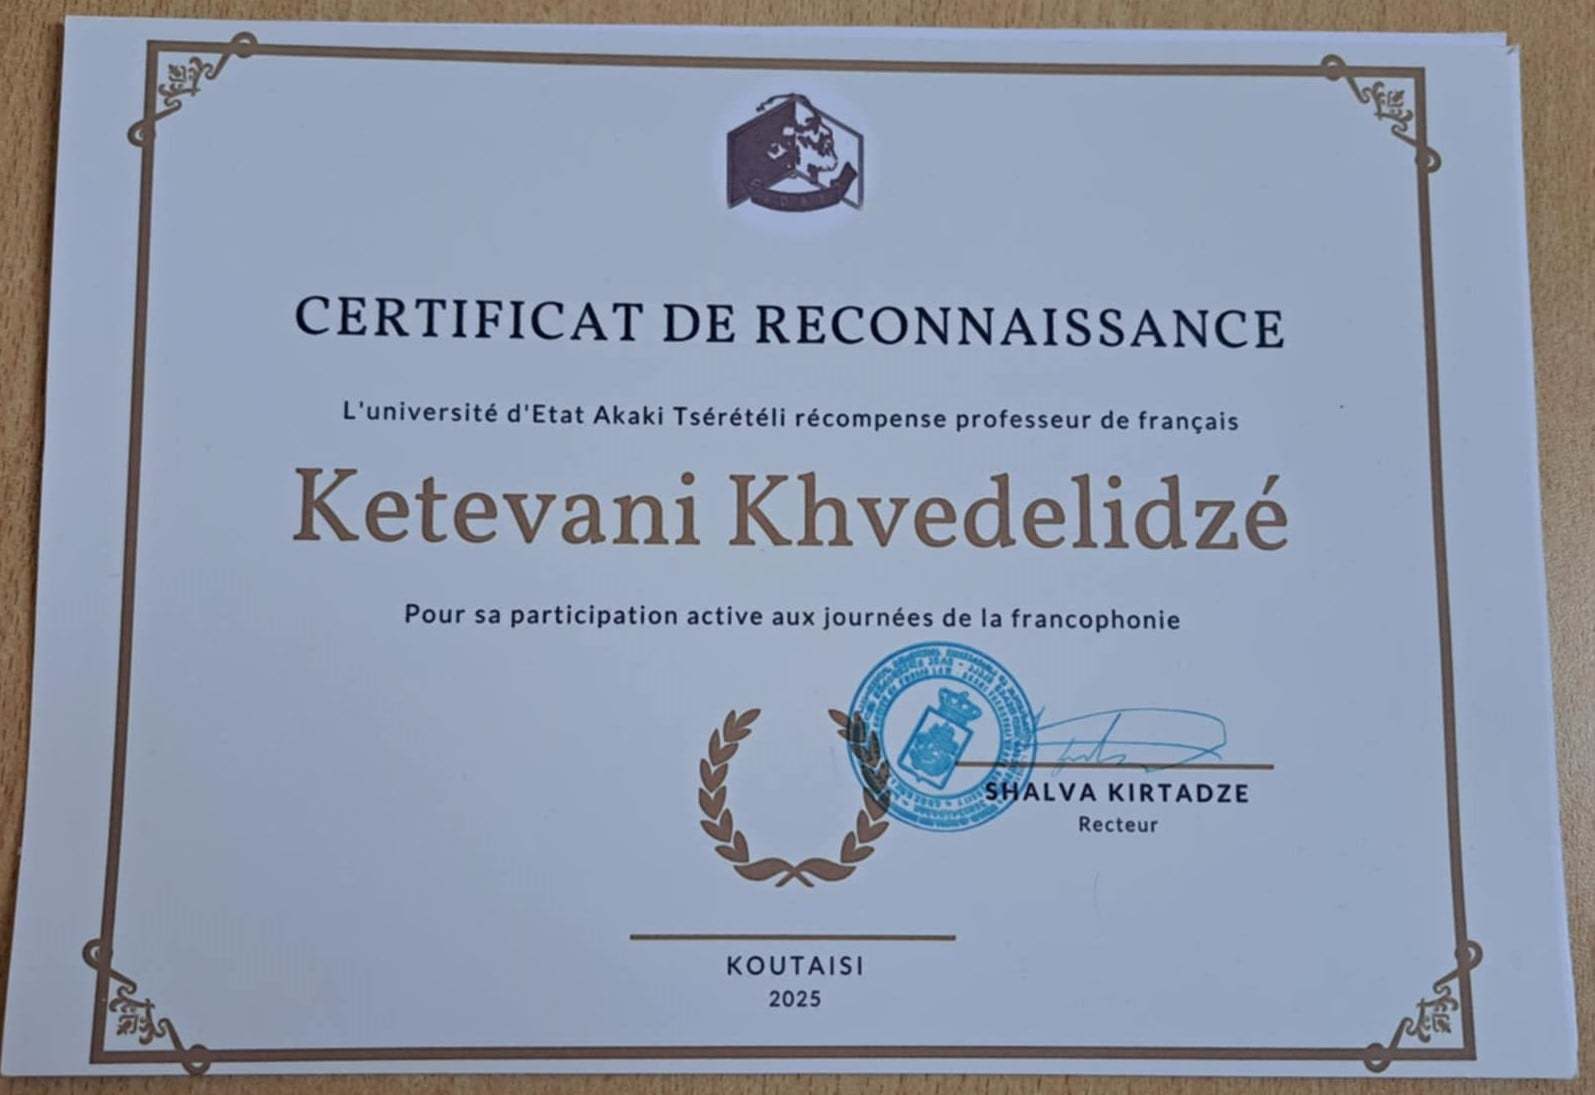 CERTIFICAT DE RECONNAISSANCE
L'université d'Etat Akaki Tsérétéli récompense professeur de français
Ketevani Khvedelidzé
Pour sa participation active aux journées de la francophonie
SHALVA KIRTADZE
Recteur
KOUTAISI
2025